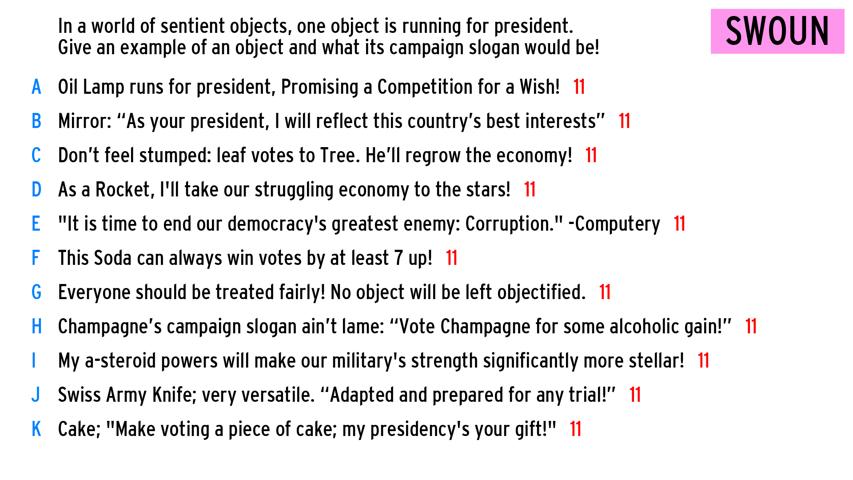 In a world of sentient objects, one object is running for president.
Give an example of an object and what its campaign slogan would be!
SWOUN
A Oil Lamp runs for president, Promising a Competition for a Wish! 11
B Mirror: “As your president, I will reflect this country’s best interests” 11
C Don’t feel stumped: leaf votes to Tree. He’ll regrow the economy! 11
D As a Rocket, I'll take our struggling economy to the stars! 11
E "It is time to end our democracy's greatest enemy: Corruption." -Computery 11
F This Soda can always win votes by at least 7 up! 11
G Everyone should be treated fairly! No object will be left objectified. 11
H Champagne’s campaign slogan ain’t lame: “Vote Champagne for some alcoholic gain!” 11
I My a-steroid powers will make our military's strength significantly more stellar! 11
J Swiss Army Knife; very versatile. “Adapted and prepared for any trial!” 11
K Cake; "Make voting a piece of cake; my presidency's your gift!" 11